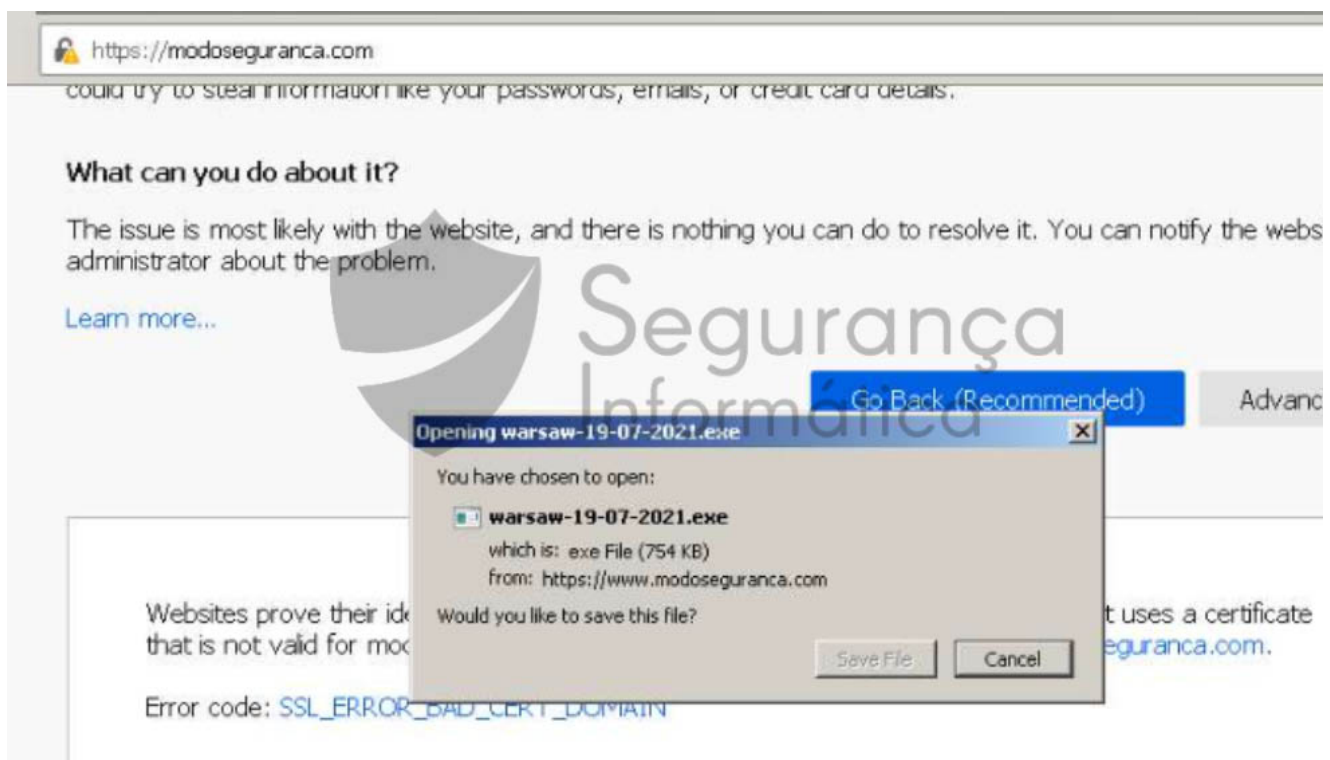 https://modoseguranca.com
could try to steal information like your passwords, emails, or credit card details.
What can you do about it?
The issue is most likely with the website, and there is nothing you can do to resolve it. You can notify the webs
administrator about the problem.
Learn more...
Segurança
Informática
Go Back (Recommended)
Advanc
Opening warsaw-19-07-2021.exe
You have chosen to open:
warsaw-19-07-2021.exe
which is: exe File (754 KB)
from: https://www.modoseguranca.com
Would you like to save this file?
Save File
Cancel
Websites prove their ide t uses a certificate
that is not valid for mod eguranca.com.
Error code: SSL_ERROR_BAD_CERT_DOMAIN